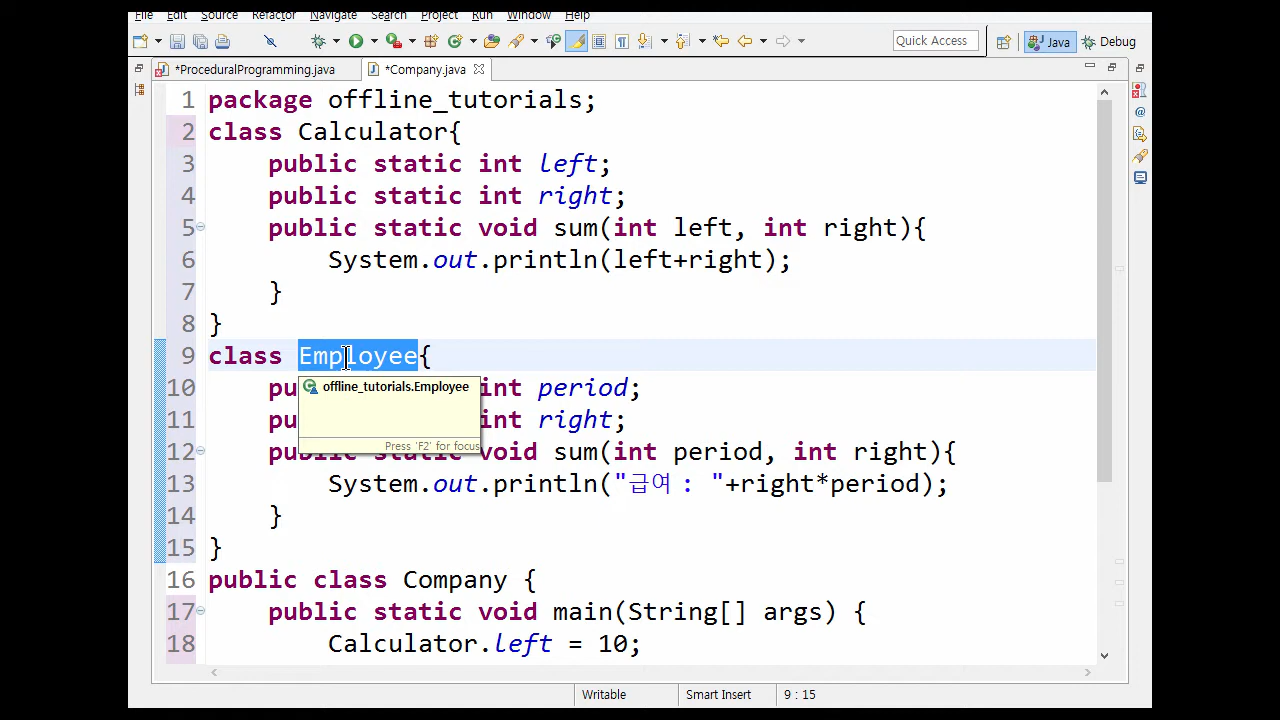 File Edit Source Refactor Navigate Search Project Run Window Help
Quick Access Java Debug
*ProceduralProgramming.java *Company.java
1 package offline_tutorials;
2 class Calculator{
3 public static int left;
4 public static int right;
5 public static void sum(int left, int right){
6 System.out.println(left+right);
7 }
8 }
9 class Employee{
10 pu int period;
offline_tutorials.Employee
11 pu int right;
Press 'F2' for focus
12 public static void sum(int period, int right){
13 System.out.println("급여 : "+right*period);
14 }
15 }
16 public class Company {
17 public static void main(String[] args) {
18 Calculator.left = 10;
Writable Smart Insert 9 : 15